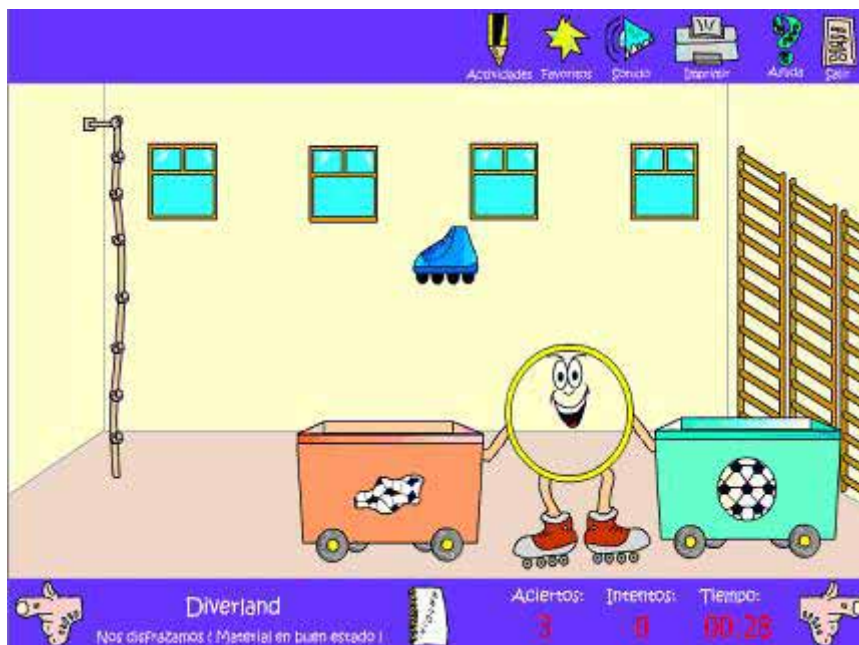 Actividades Favoritos Sonido Imprimir Ayuda Salir
Diverland
Nos disfrazamos ( Material en buen estado )
Aciertos: Intentos: Tiempo:
3 0 00:28